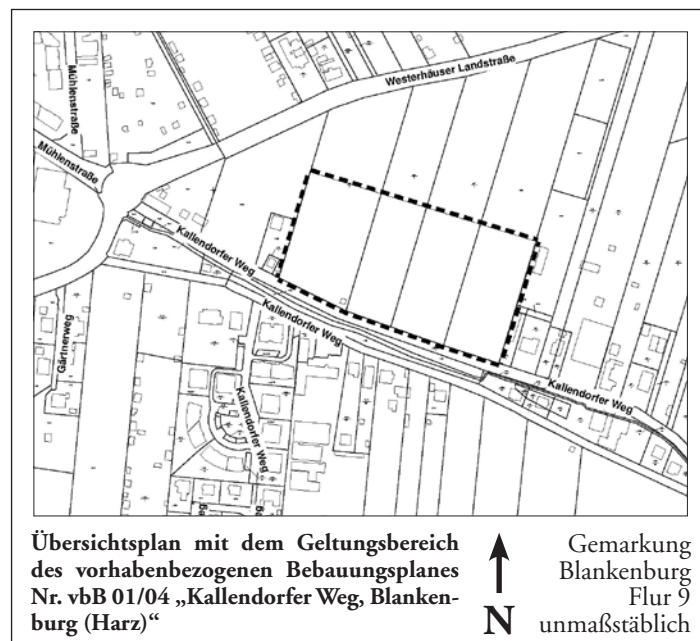 Westerhäuser Landstraße
Mühlenstraße
Mühlenstraße
Kallendorfer Weg
Kallendorfer Weg
Gärtnerweg
Kallendorfer Weg
Kallendorfer Weg
Übersichtsplan mit dem Geltungsbereich
des vorhabenbezogenen Bebauungsplanes
Nr. vbB 01/04 „Kallendorfer Weg, Blanken-
burg (Harz)“
N
Gemarkung
Blankenburg
Flur 9
unmaßstäblich